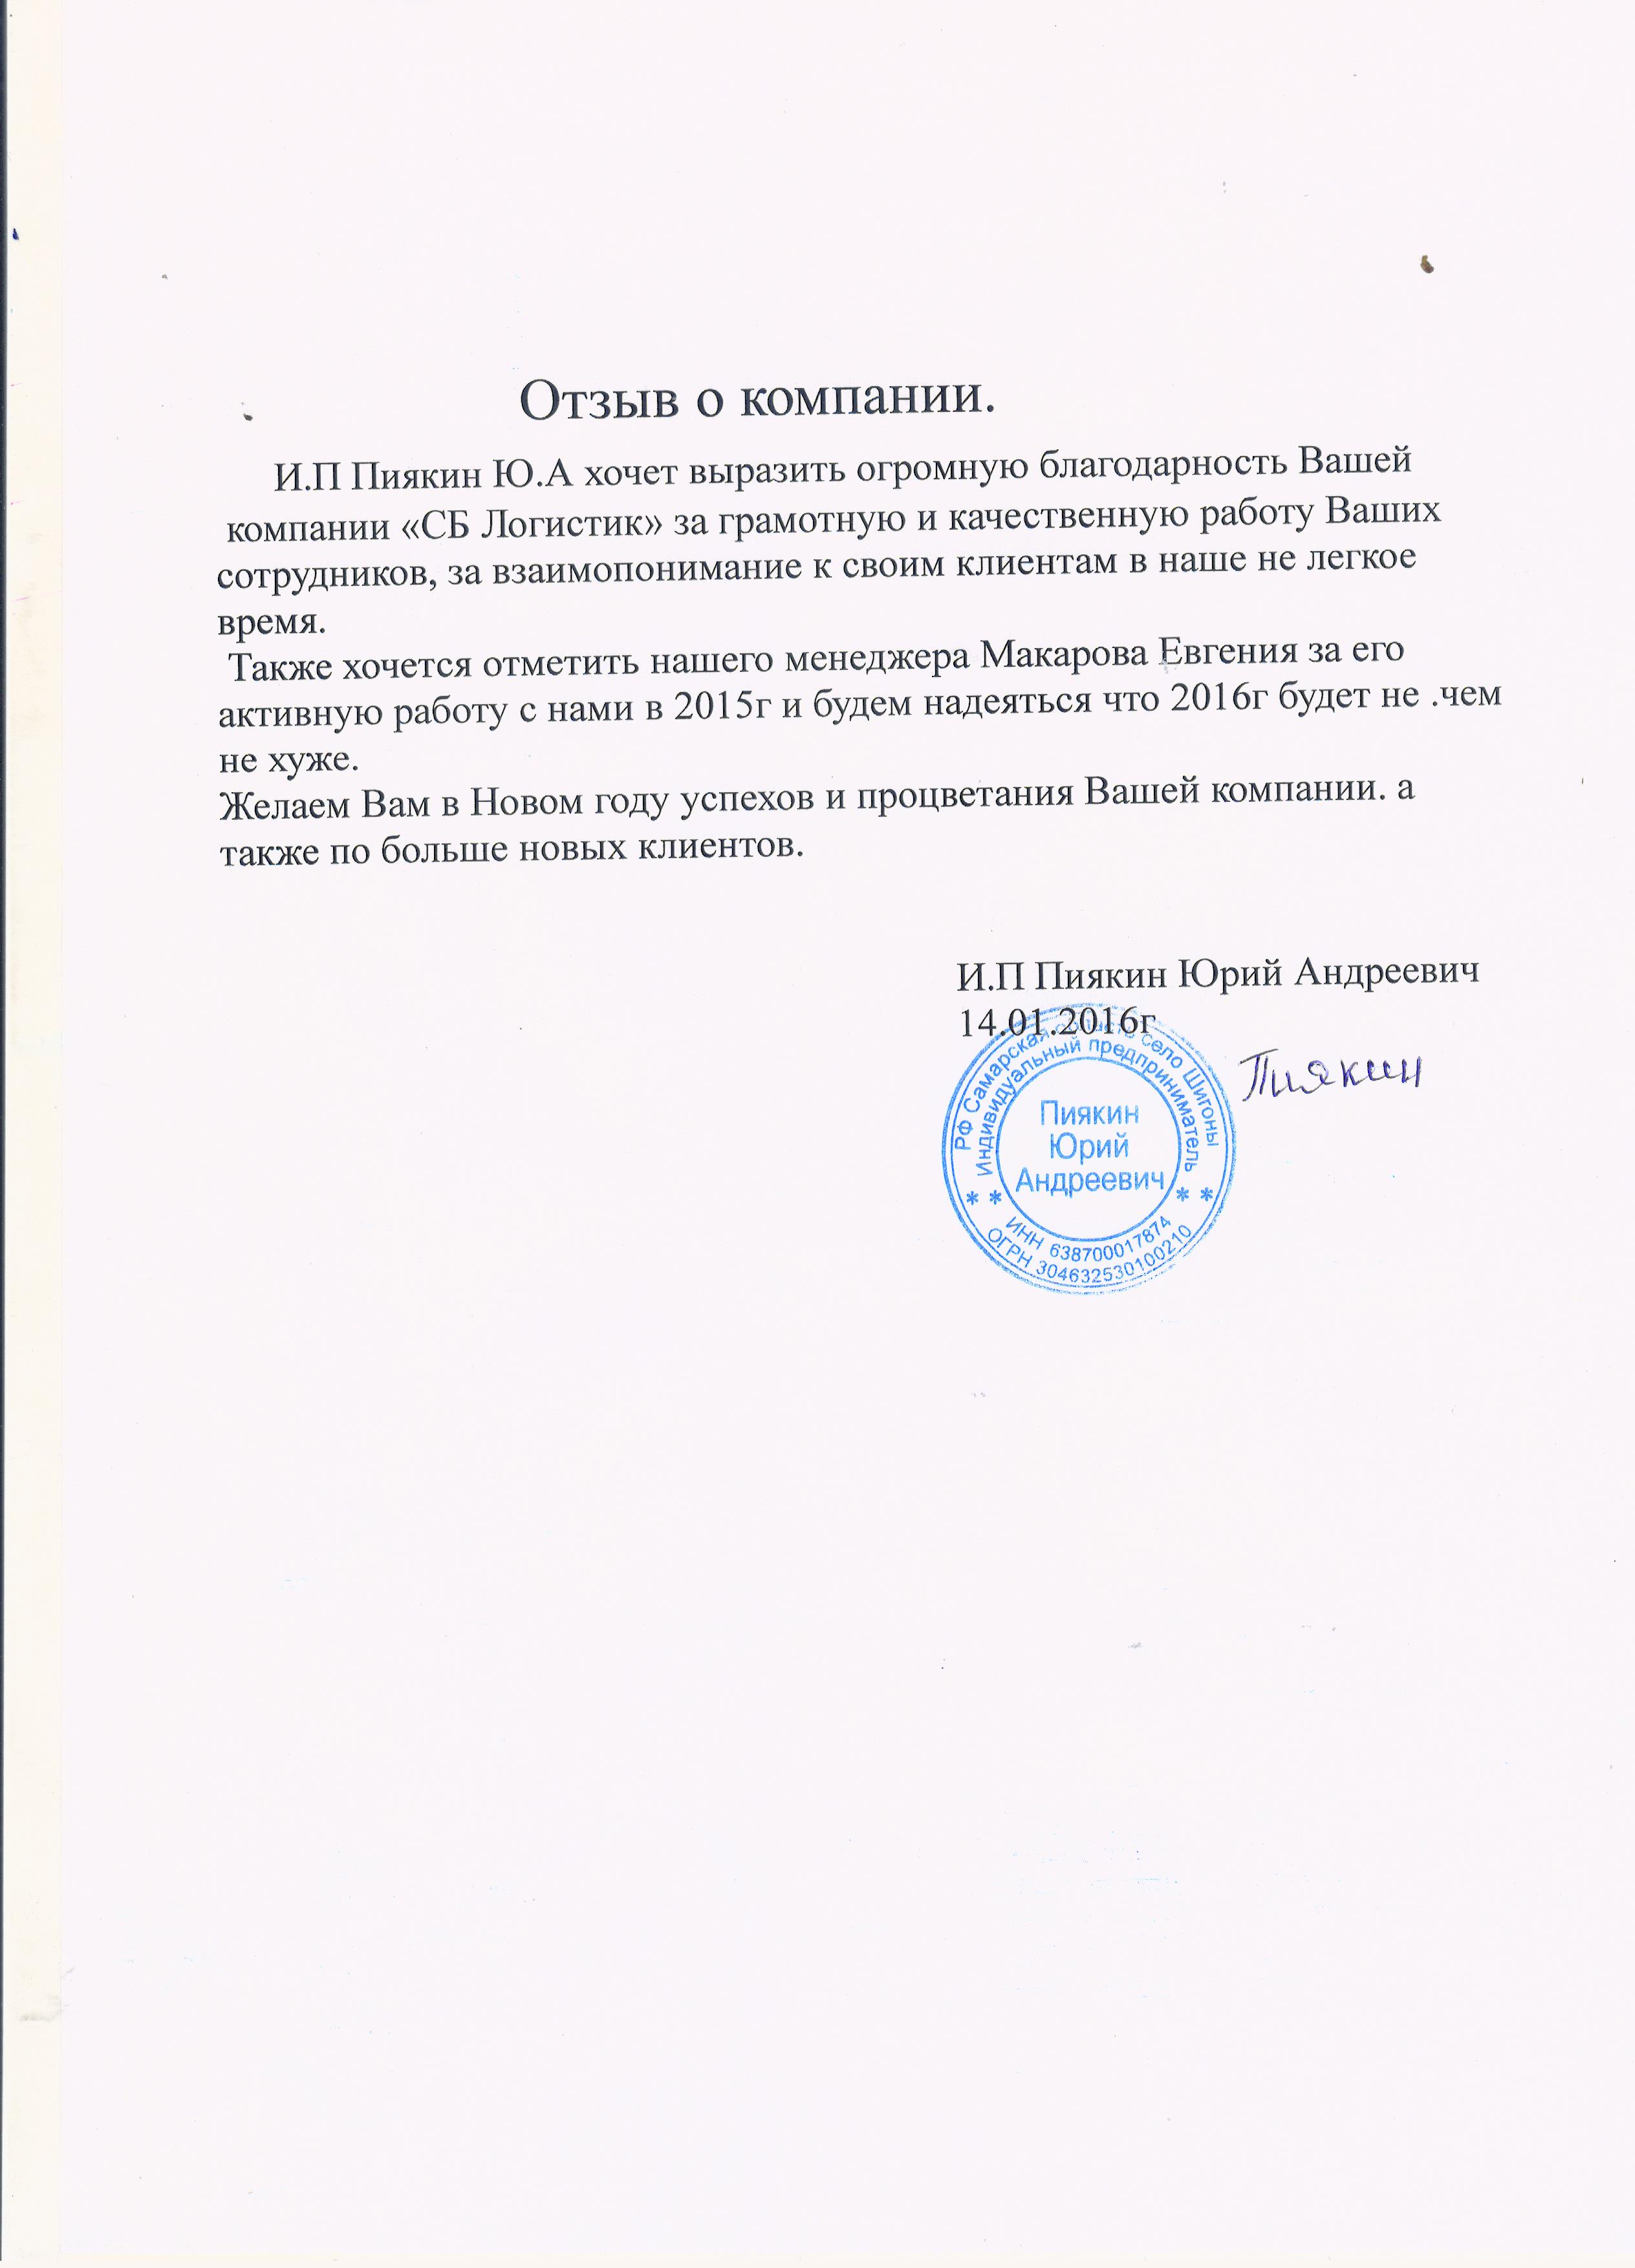 Отзыв о компании.
И.П Пиякин Ю.А хочет выразить огромную благодарность Вашей
компании «СБ Логистик» за грамотную и качественную работу Ваших
сотрудников, за взаимопонимание к своим клиентам в наше не легкое
время.
Также хочется отметить нашего менеджера Макарова Евгения за его
активную работу с нами в 2015г и будем надеяться что 2016г будет не .чем
не хуже.
Желаем Вам в Новом году успехов и процветания Вашей компании. а
также по больше новых клиентов.
И.П Пиякин Юрий Андреевич
14.01.2016г
Пиякин
РФ Самарская область село Шигоны
Индивидуальный предприниматель
Пиякин
Юрий
Андреевич
* * * *
ИНН 638700017874
ОГРН 304632530100210